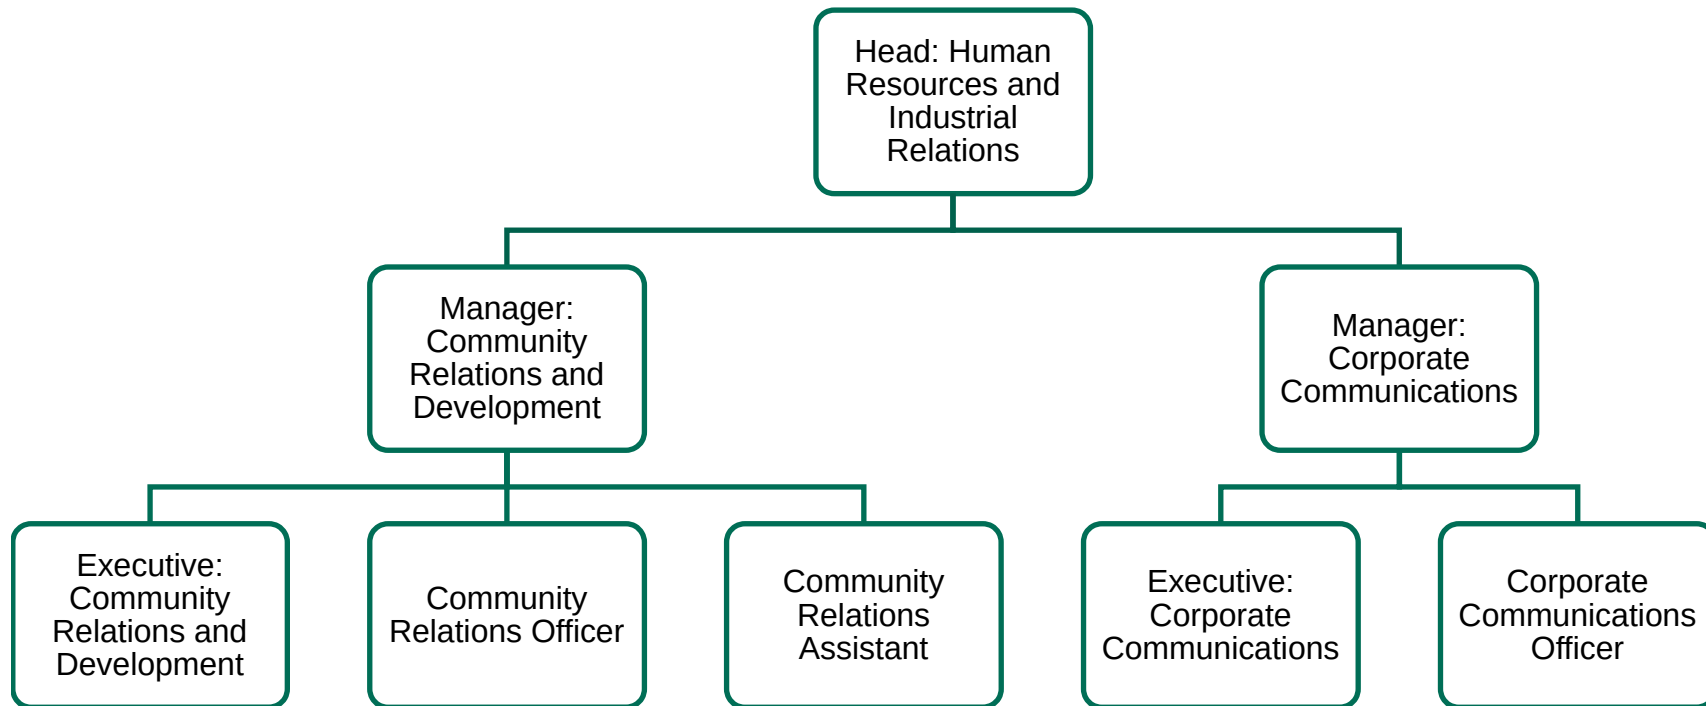 Head: Human
Resources and
Industrial
Relations
Manager:
Community
Relations and
Development
Manager:
Corporate
Communications
Executive:
Community
Relations and
Development
Community
Relations Officer
Community
Relations
Assistant
Executive:
Corporate
Communications
Corporate
Communications
Officer